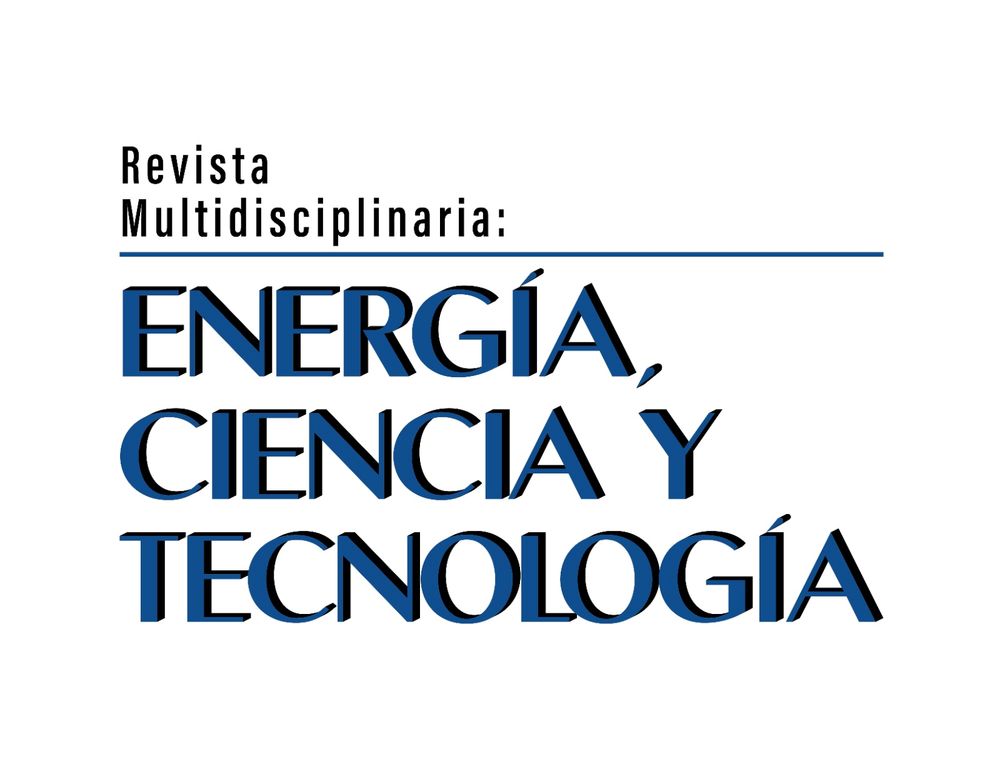 Revista
Multidisciplinaria:
ENERGÍA,
CIENCIA Y
TECNOLOGÍA